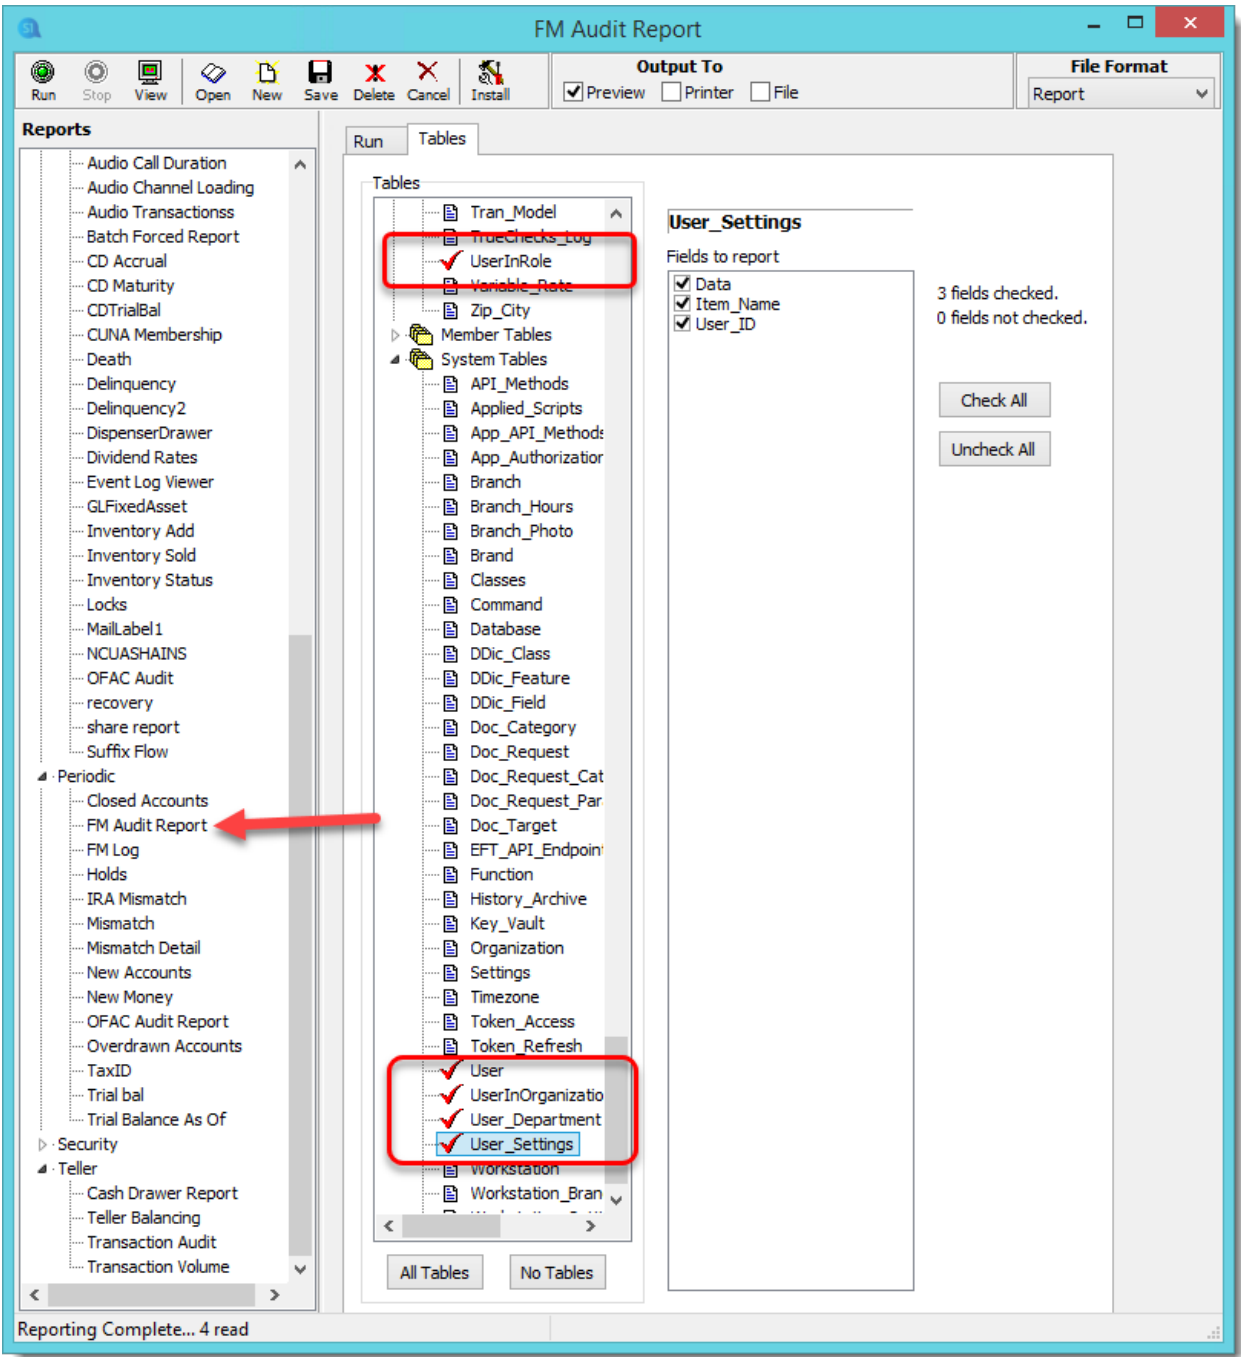 FM Audit Report
Output To
File Format
Run Stop View Open New Save Delete Cancel Install
Preview Printer File
Report
Reports
Audio Call Duration
Audio Channel Loading
Audio Transactionss
Batch Forced Report
CD Accrual
CD Maturity
CDTrialBal
CUNA Membership
Death
Delinquency
Delinquency2
DispenserDrawer
Dividend Rates
Event Log Viewer
GLFixedAsset
Inventory Add
Inventory Sold
Inventory Status
Locks
MailLabel1
NCUASHAINS
OFAC Audit
recovery
share report
Suffix Flow
Periodic
Closed Accounts
FM Audit Report
FM Log
Holds
IRA Mismatch
Mismatch
Mismatch Detail
New Accounts
New Money
OFAC Audit Report
Overdrawn Accounts
TaxID
Trial bal
Trial Balance As Of
Security
Teller
Cash Drawer Report
Teller Balancing
Transaction Audit
Transaction Volume
Run Tables
Tables
Tran_Model
TrueChecks_Log
UserInRole
Variable_Rate
Zip_City
Member Tables
System Tables
API_Methods
Applied_Scripts
App_API_Methods
App_Authorization
Branch
Branch_Hours
Branch_Photo
Brand
Classes
Command
Database
DDic_Class
DDic_Feature
DDic_Field
Doc_Category
Doc_Request
Doc_Request_Cat
Doc_Request_Par
Doc_Target
EFT_API_Endpoint
Function
History_Archive
Key_Vault
Organization
Settings
Timezone
Token_Access
Token_Refresh
User
UserInOrganizatio
User_Department
User_Settings
Workstation
Workstation_Bran
All Tables No Tables
User_Settings
Fields to report
Data
Item_Name
User_ID
3 fields checked.
0 fields not checked.
Check All
Uncheck All
Reporting Complete... 4 read